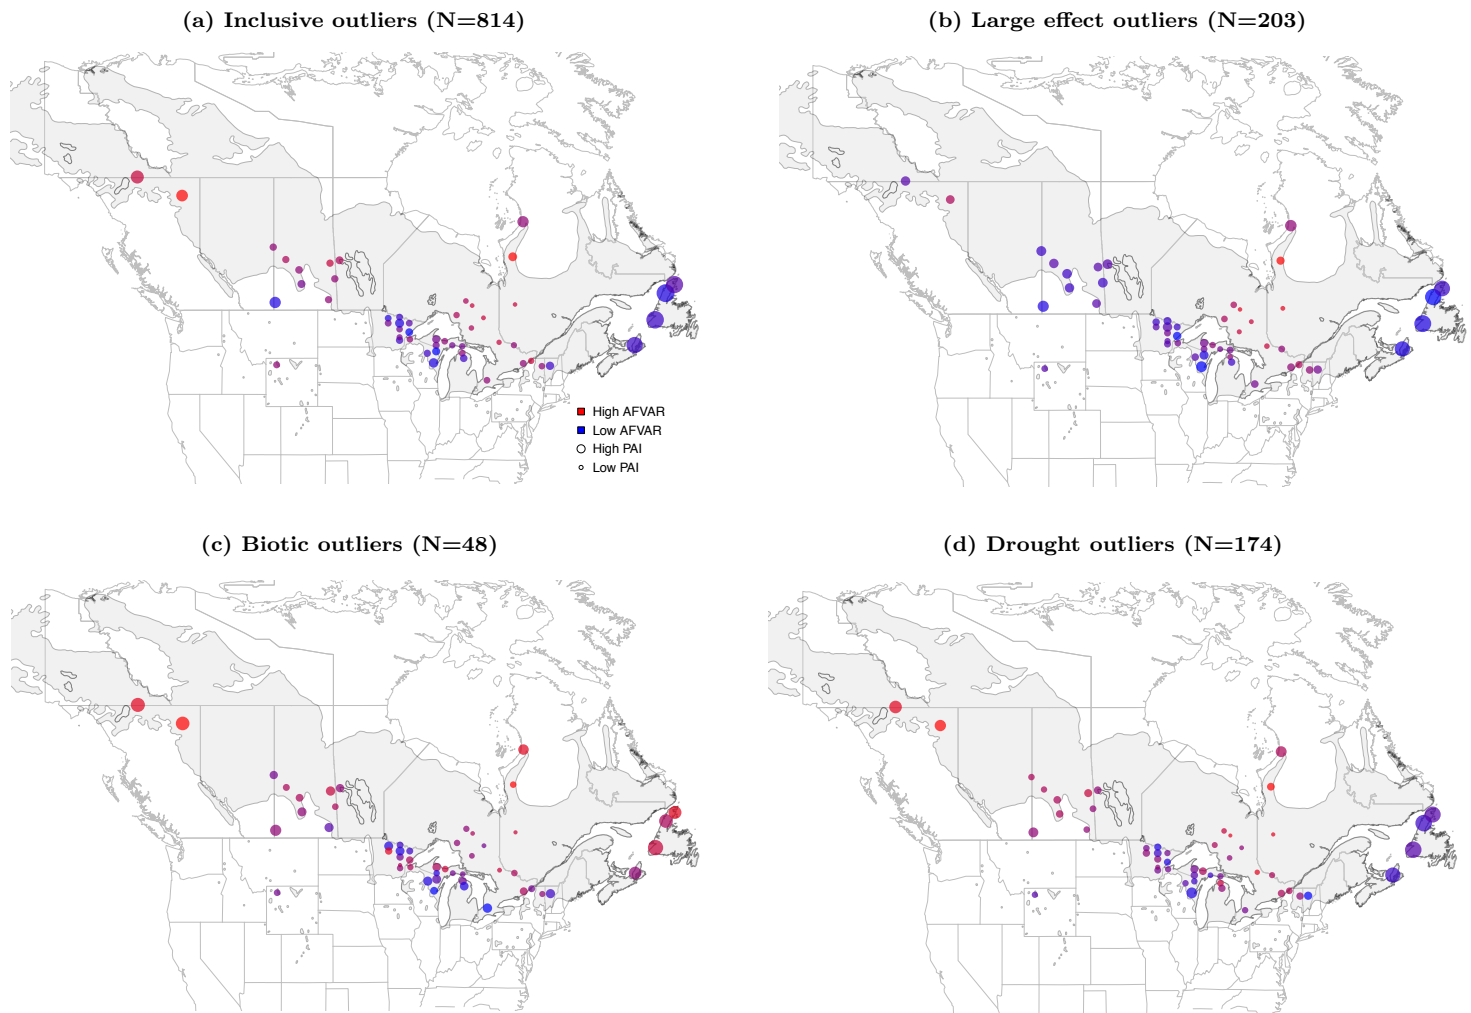 (a) Inclusive outliers (N=814)
(b) Large effect outliers (N=203)
High AFVAR
Low AFVAR
High PAI
Low PAI
(c) Biotic outliers (N=48)
(d) Drought outliers (N=174)